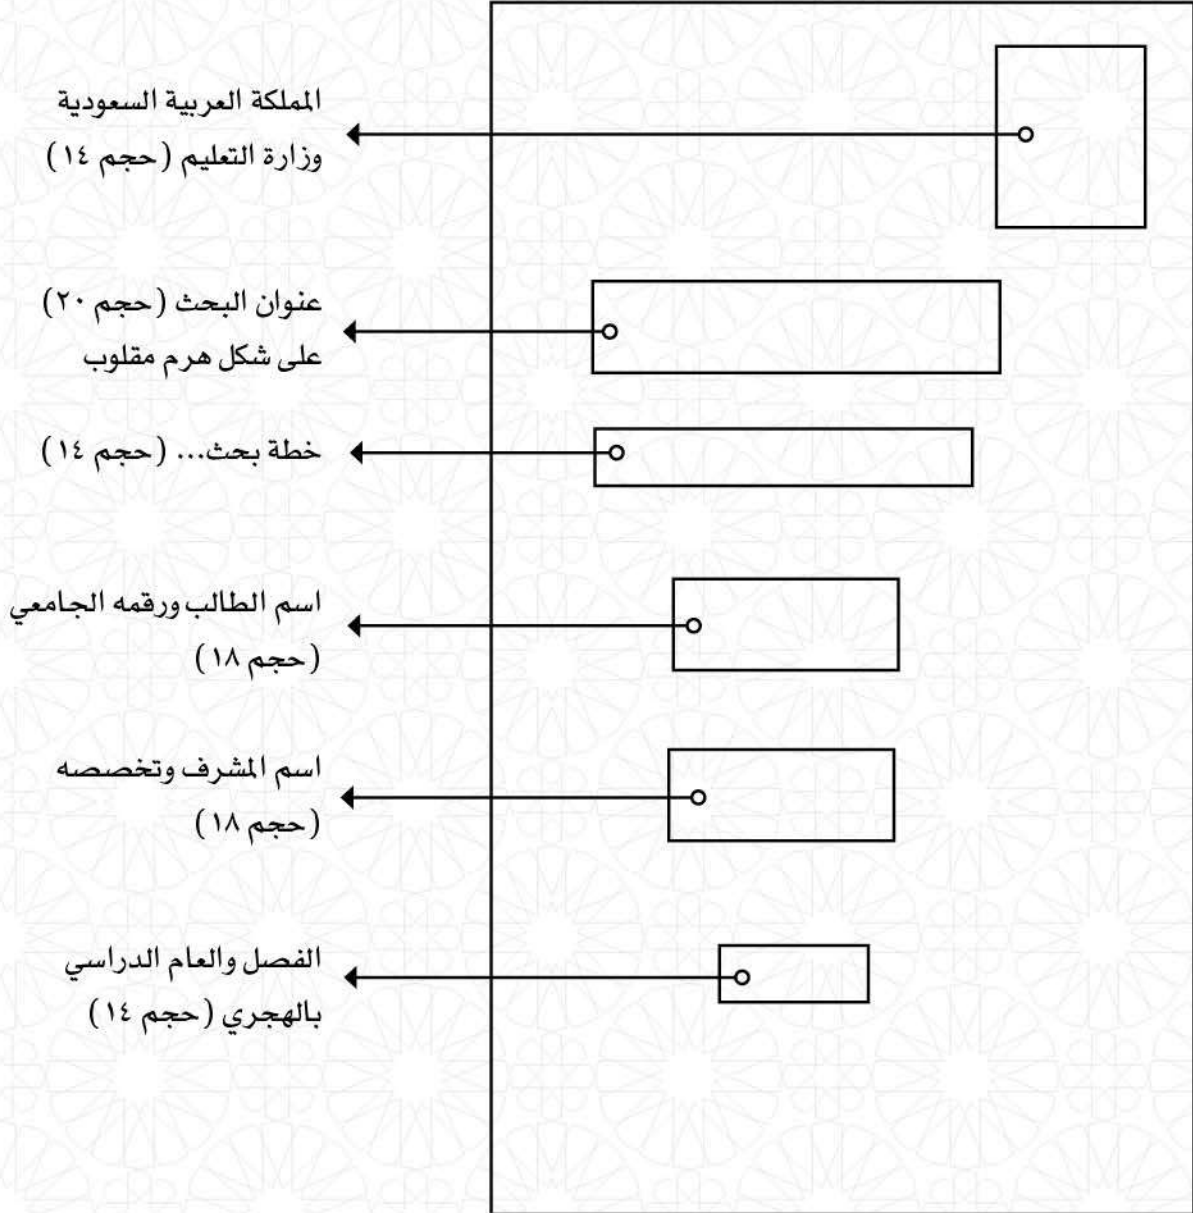 المملكة العربية السعودية
وزارة التعليم (حجم ١٤)
عنوان البحث (حجم ٢٠)
على شكل هرم مقلوب
خطة بحث... (حجم ١٤)
اسم الطالب ورقمه الجامعي
(حجم ١٨)
اسم المشرف وتخصصه
(حجم ١٨)
الفصل والعام الدراسي
بالهجري (حجم ١٤)